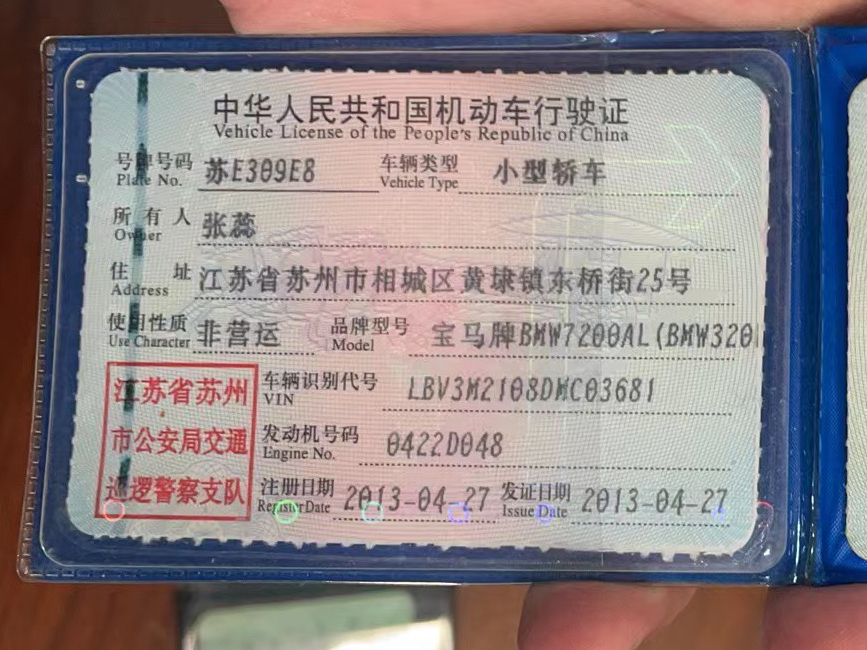 中华人民共和国机动车行驶证
Vehicle License of the People's Republic of China
号牌号码 苏E309E8 车辆类型 小型轿车
Plate No. Vehicle Type
所有人 张蕊
Owner
住址 江苏省苏州市相城区黄埭镇东桥街25号
Address
使用性质 非营运 品牌型号 宝马牌BMW7200AL(BMW320
Use Character Model
江苏省苏州 车辆识别代号 LBV3M2108DMC03681
VIN
市公安局交通 发动机号码 0422D048
Engine No.
巡逻警察支队 注册日期 2013-04-27 发证日期 2013-04-27
Register Date Issue Date